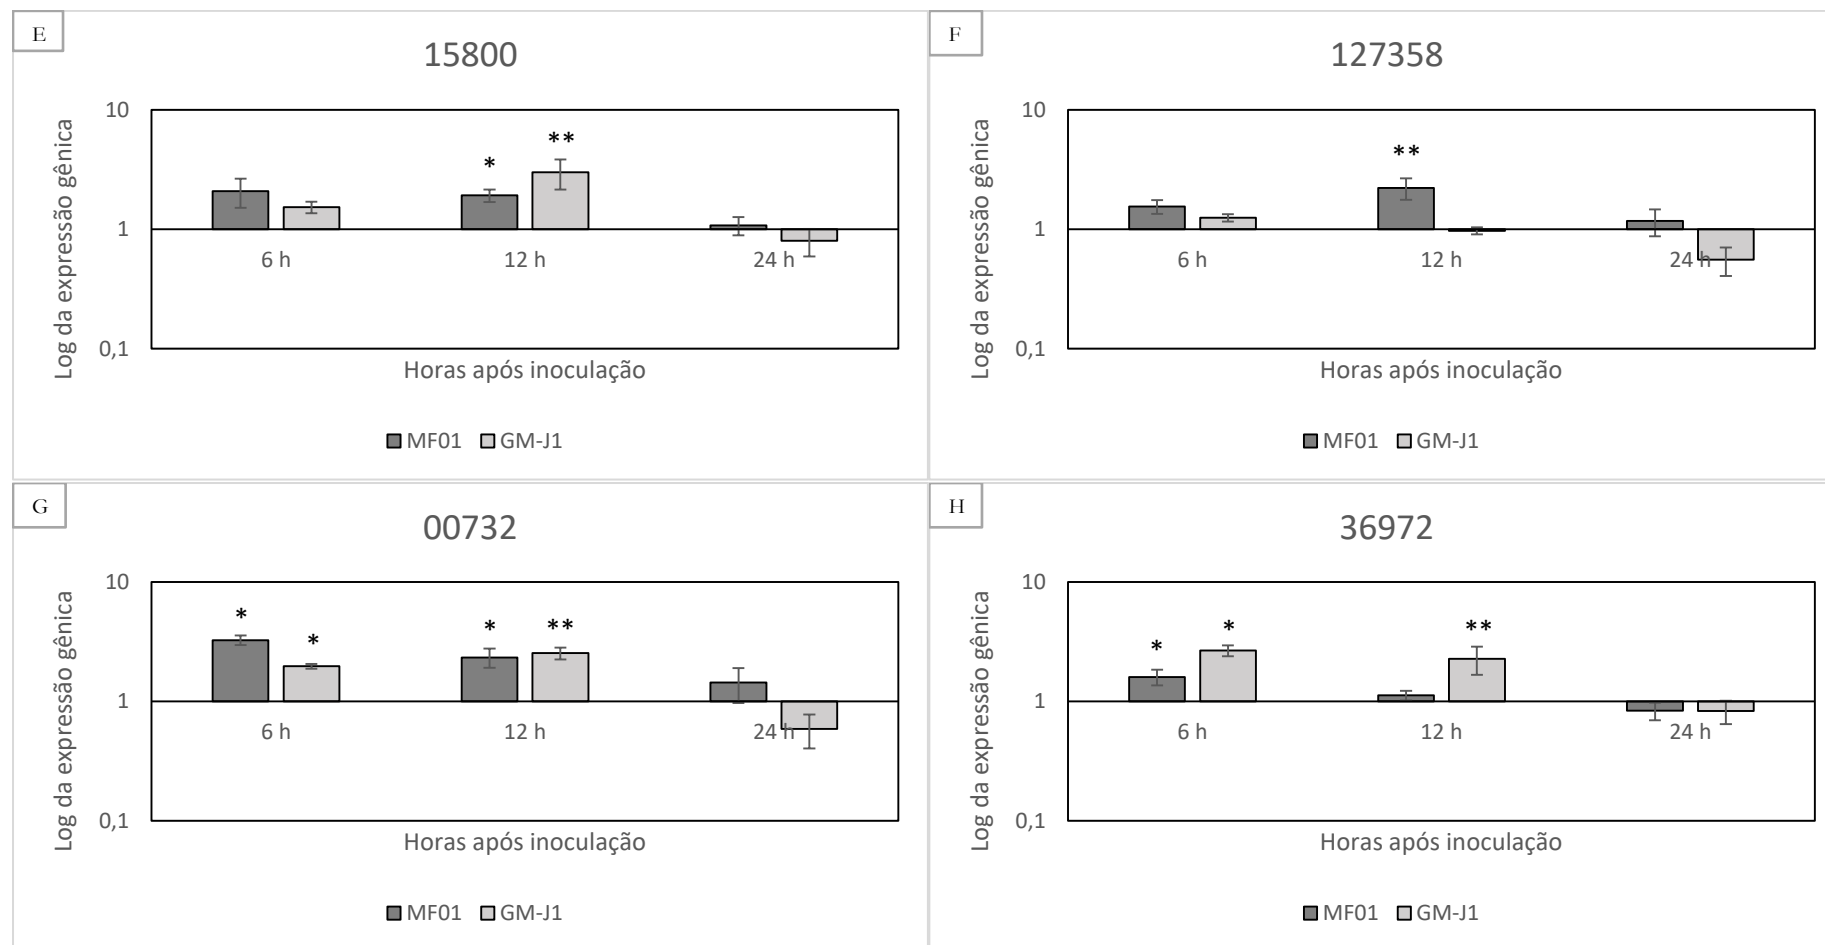 E
15800
Log da expressão gênica
10
1
0,1
* **
6 h 12 h 24 h
Horas após inoculação
MF01 GM-J1
F
127358
Log da expressão gênica
10
1
0,1
**
6 h 12 h 24 h
Horas após inoculação
MF01 GM-J1
G
00732
Log da expressão gênica
10
1
0,1
* * * **
6 h 12 h 24 h
Horas após inoculação
MF01 GM-J1
H
36972
Log da expressão gênica
10
1
0,1
* * **
6 h 12 h 24 h
Horas após inoculação
MF01 GM-J1